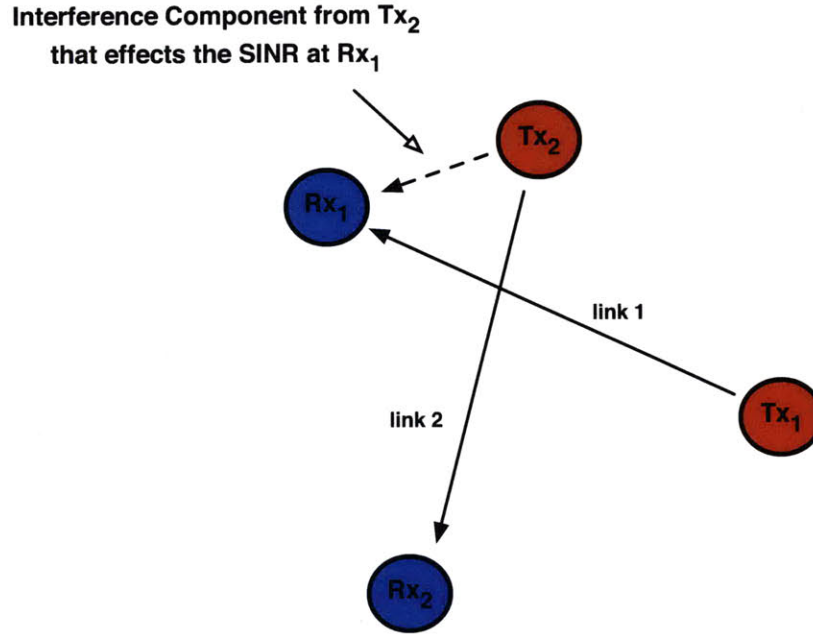 Interference Component from Tx2
that effects the SINR at Rx1
Tx2
Rx1
link 1
Tx1
link 2
Rx2